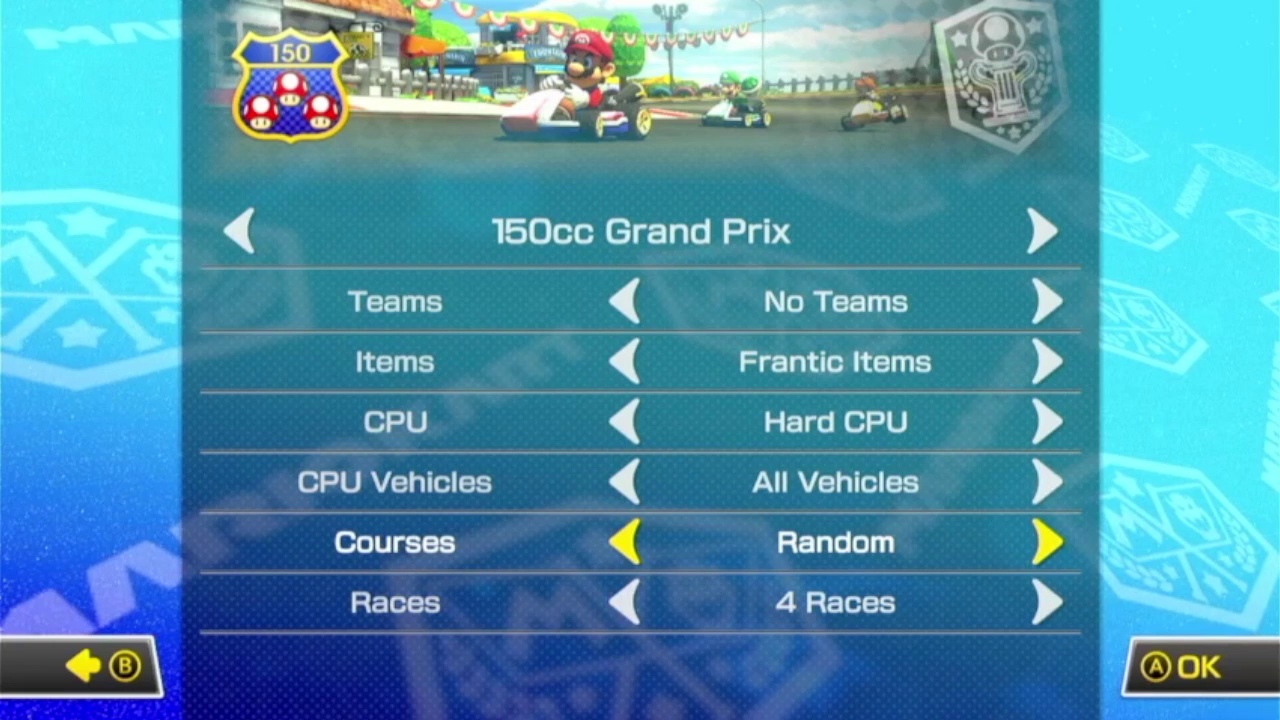 150
150cc Grand Prix
Teams No Teams
Items Frantic Items
CPU Hard CPU
CPU Vehicles All Vehicles
Courses Random
Races 4 Races
B
A OK